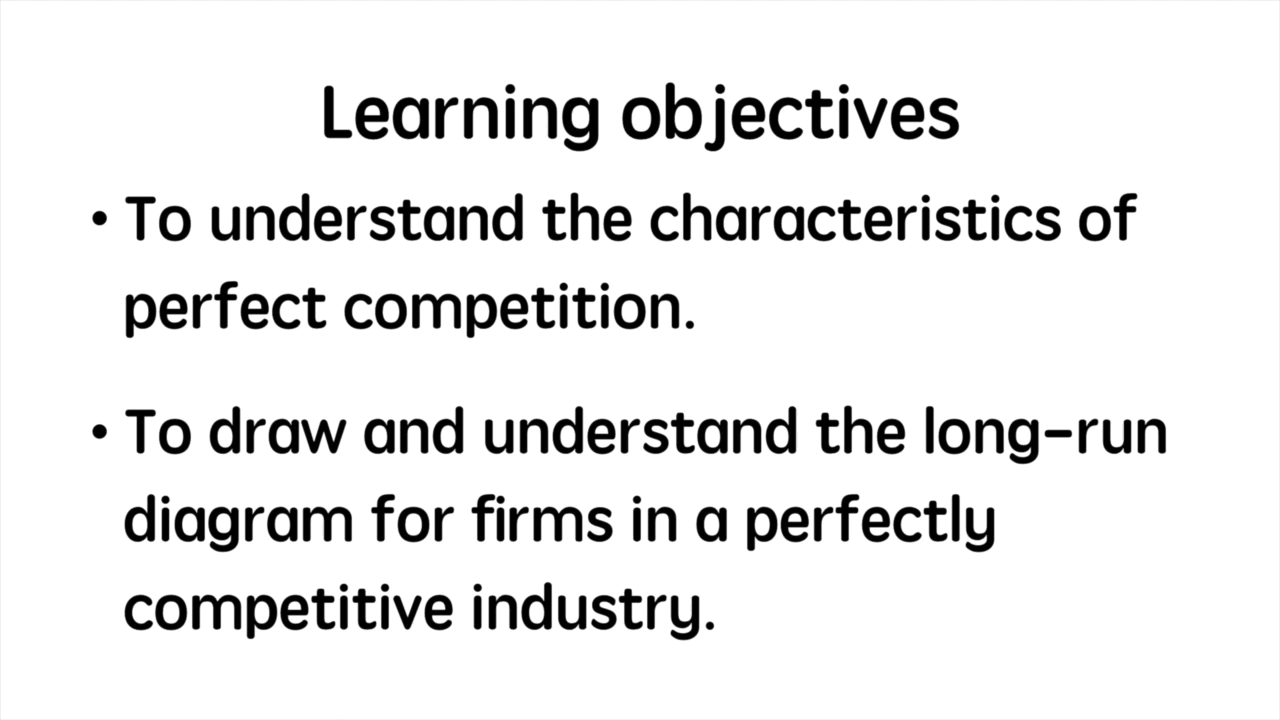 Learning objectives
• To understand the characteristics of
perfect competition.
• To draw and understand the long-run
diagram for firms in a perfectly
competitive industry.